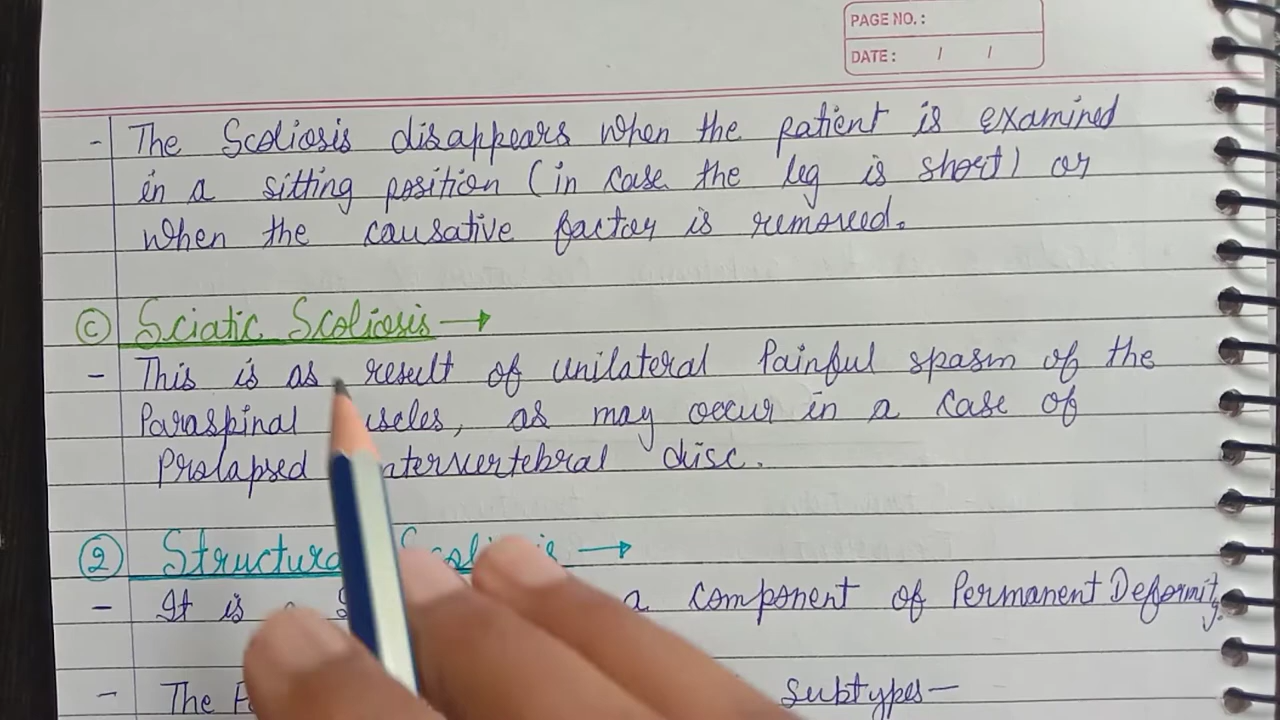 PAGE NO. :
DATE : / /
- The Scoliosis disappears when the patient is examined
in a sitting position (in case the leg is short) or
when the causative factor is removed.
Ⓒ Sciatic Scoliosis →
- This is as result of unilateral Painful spasm of the
Paraspinal uscles, as may occur in a case of
Prolapsed ntervertebral disc.
② Structura Scoliosis →
- It is a component of Permanent Deformity.
- The subtypes—